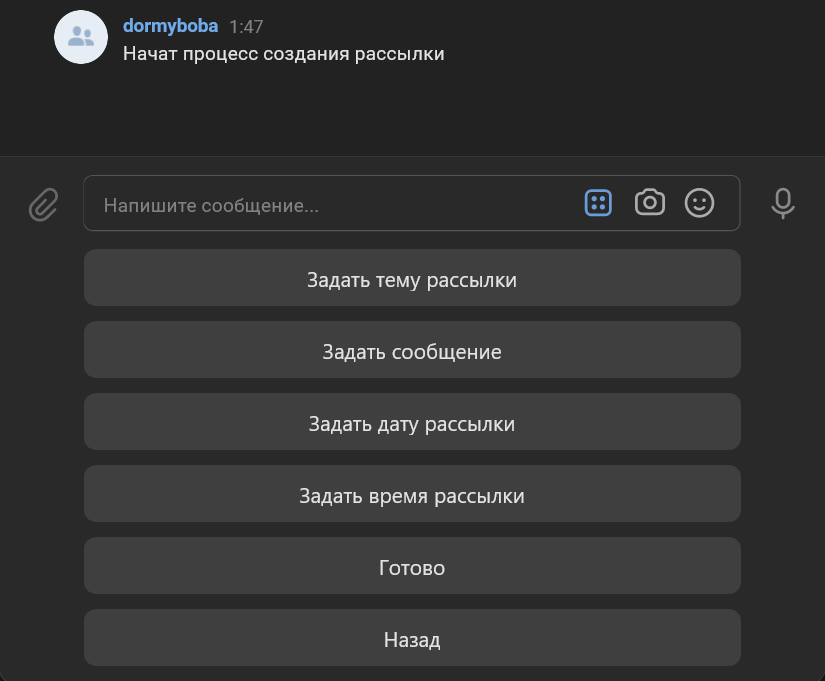 dormyboba 1:47
Начат процесс создания рассылки
Напишите сообщение...
Задать тему рассылки
Задать сообщение
Задать дату рассылки
Задать время рассылки
Готово
Назад